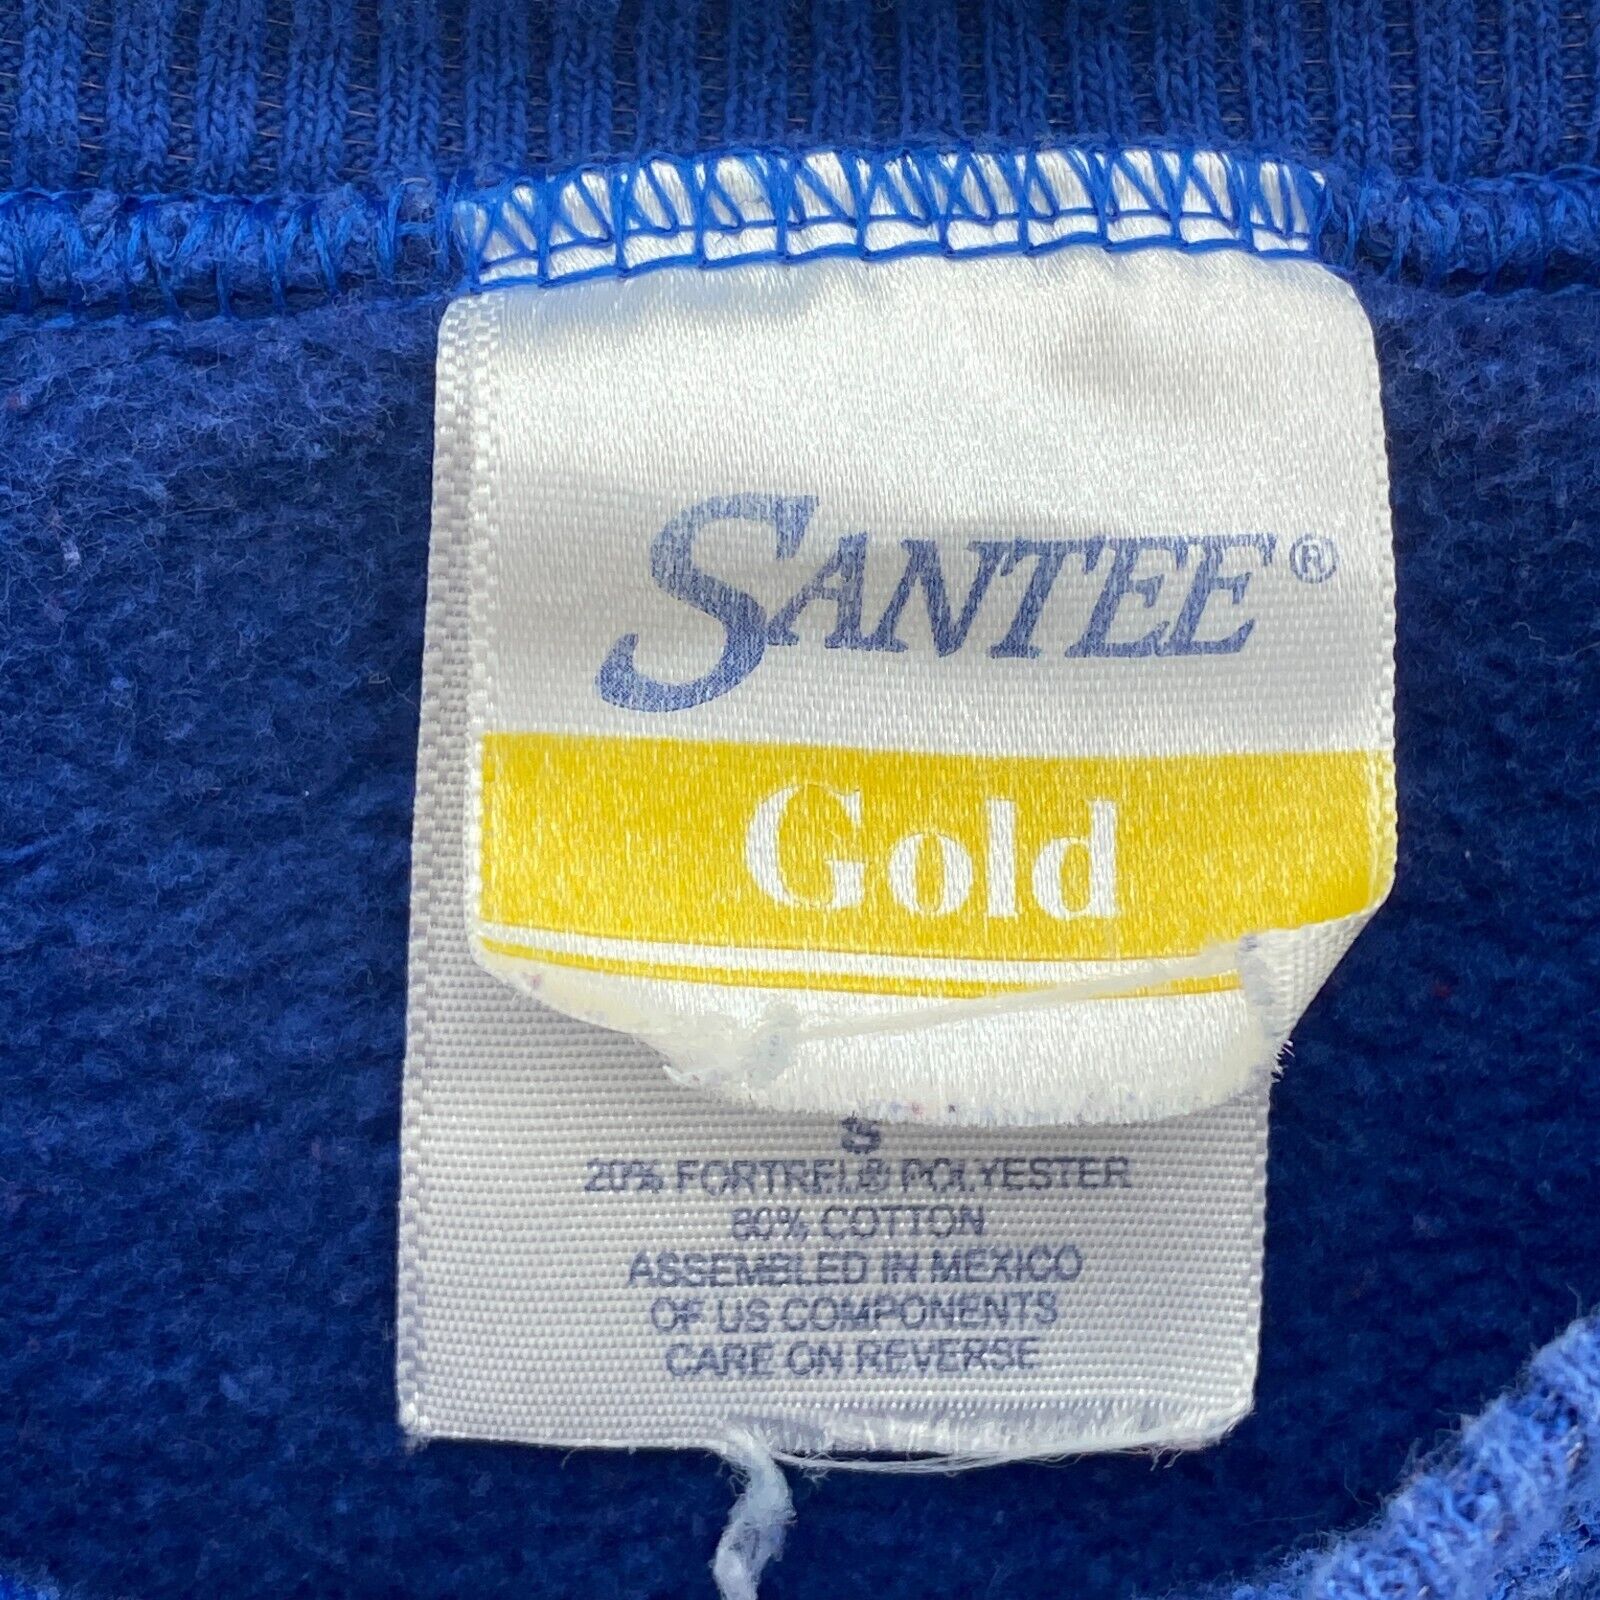 SANTEE®
Gold
S
20% FORTREL® POLYESTER
80% COTTON
ASSEMBLED IN MEXICO
OF US COMPONENTS
CARE ON REVERSE